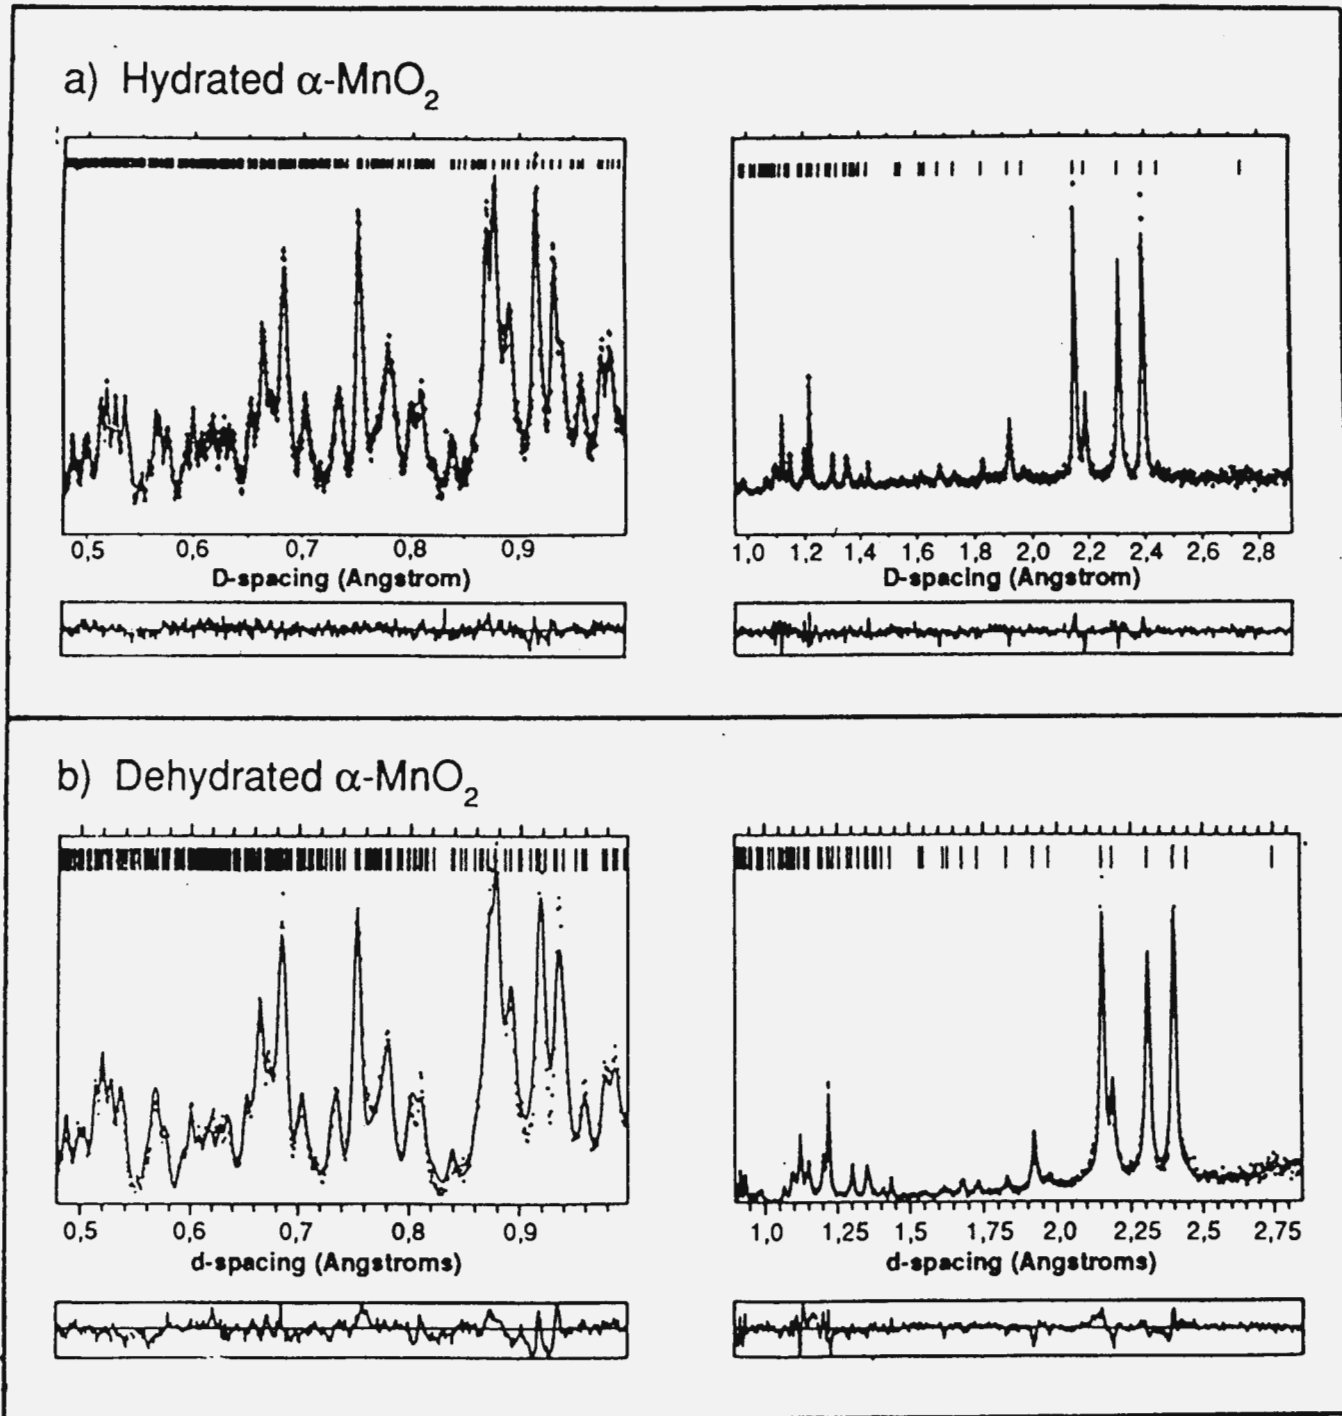 a) Hydrated α-MnO₂
0,5 0,6 0,7 0,8 0,9
D-spacing (Angstrom)
1,0 1,2 1,4 1,6 1,8 2,0 2,2 2,4 2,6 2,8
D-spacing (Angstrom)
b) Dehydrated α-MnO₂
0,5 0,6 0,7 0,8 0,9
d-spacing (Angstroms)
1,0 1,25 1,5 1,75 2,0 2,25 2,5 2,75
d-spacing (Angstroms)